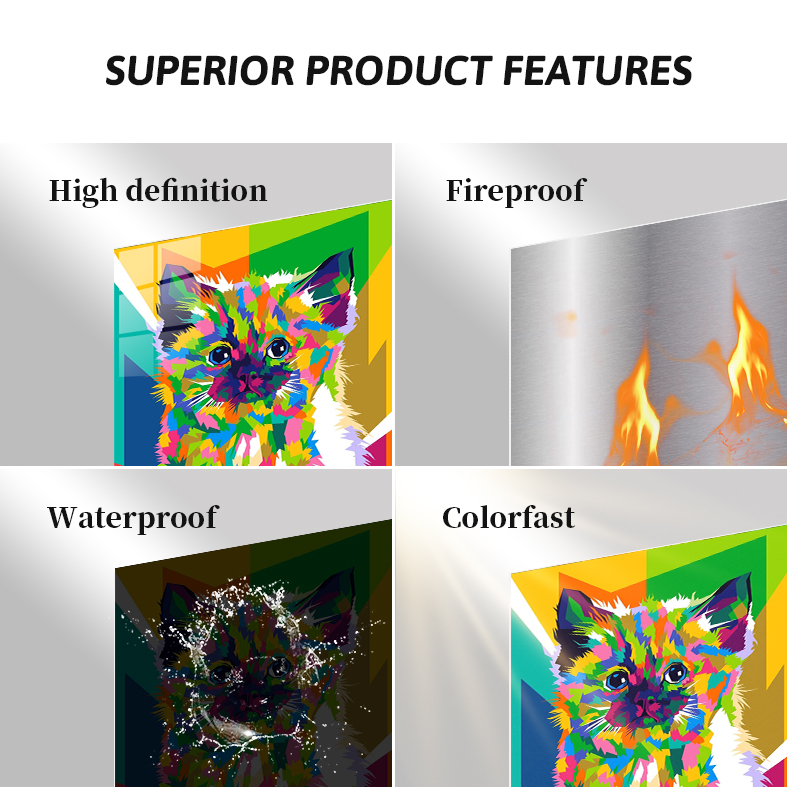 SUPERIOR PRODUCT FEATURES
High definition
Fireproof
Waterproof
Colorfast